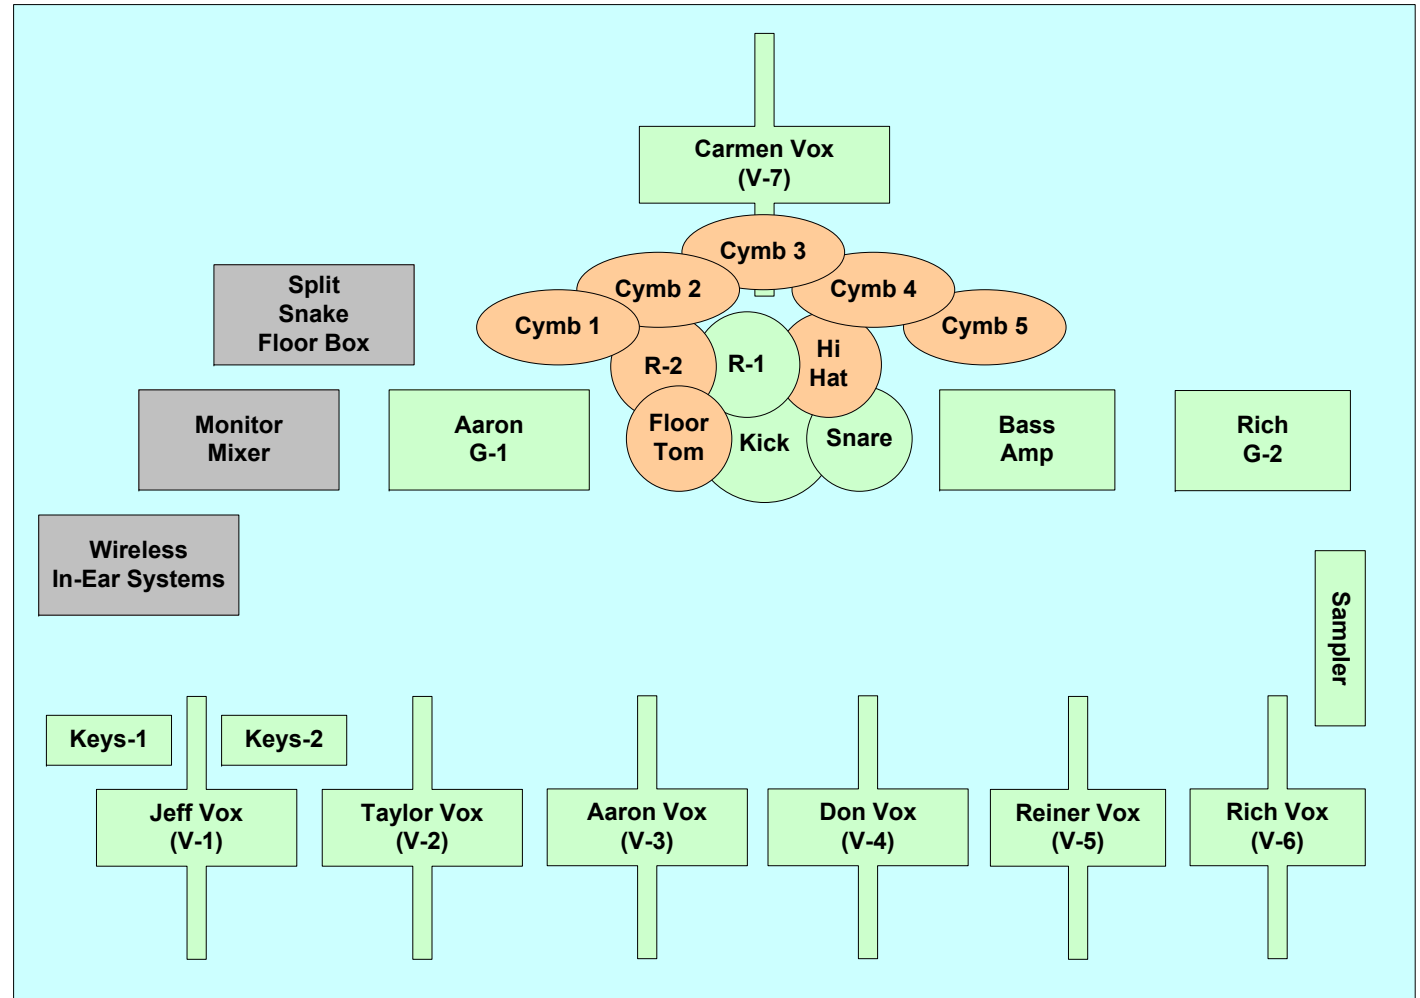 Carmen Vox
(V-7)
Cymb 3
Cymb 2
Cymb 4
Cymb 1
Cymb 5
Split
Snake
Floor Box
R-2
R-1
Hi
Hat
Monitor
Mixer
Aaron
G-1
Floor
Tom
Kick
Snare
Bass
Amp
Rich
G-2
Wireless
In-Ear Systems
Sampler
Keys-1
Keys-2
Jeff Vox
(V-1)
Taylor Vox
(V-2)
Aaron Vox
(V-3)
Don Vox
(V-4)
Reiner Vox
(V-5)
Rich Vox
(V-6)